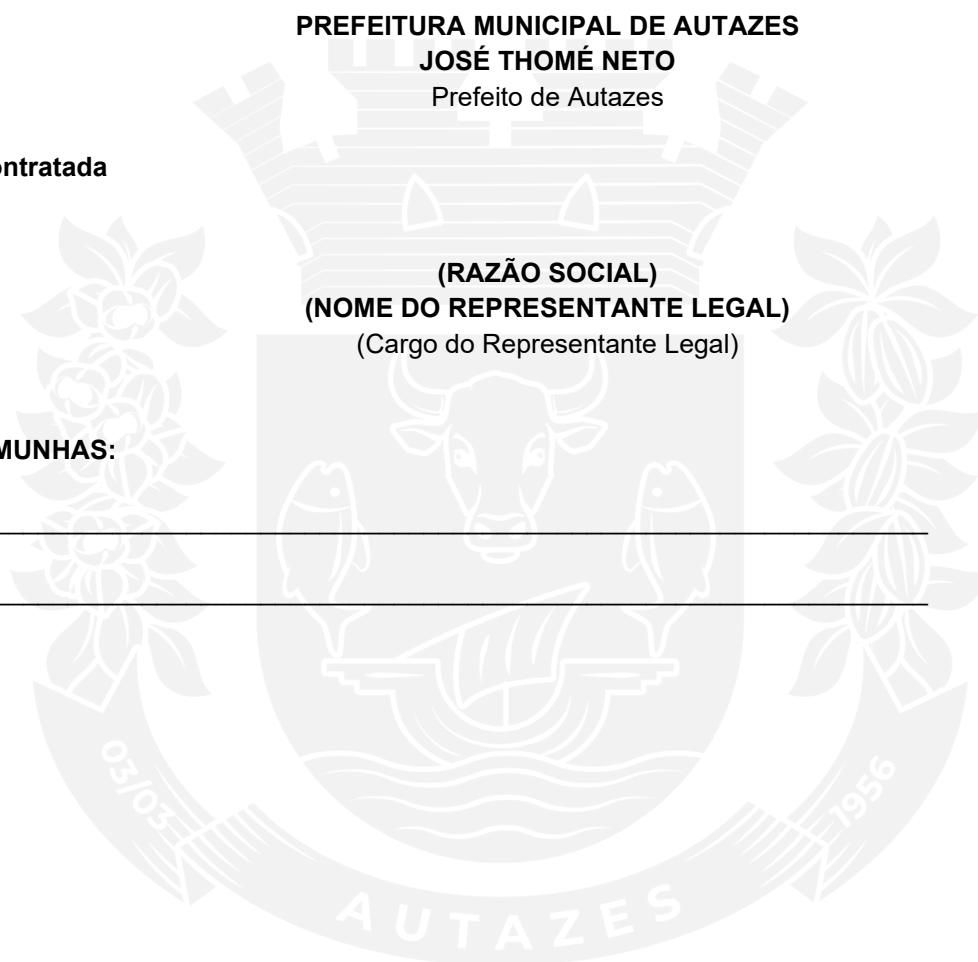 PREFEITURA MUNICIPAL DE AUTAZES
JOSÉ THOMÉ NETO
Prefeito de Autazes
ontratada
(RAZÃO SOCIAL)
(NOME DO REPRESENTANTE LEGAL)
(Cargo do Representante Legal)
MUNHAS:
03/03
1956
AUTAZES